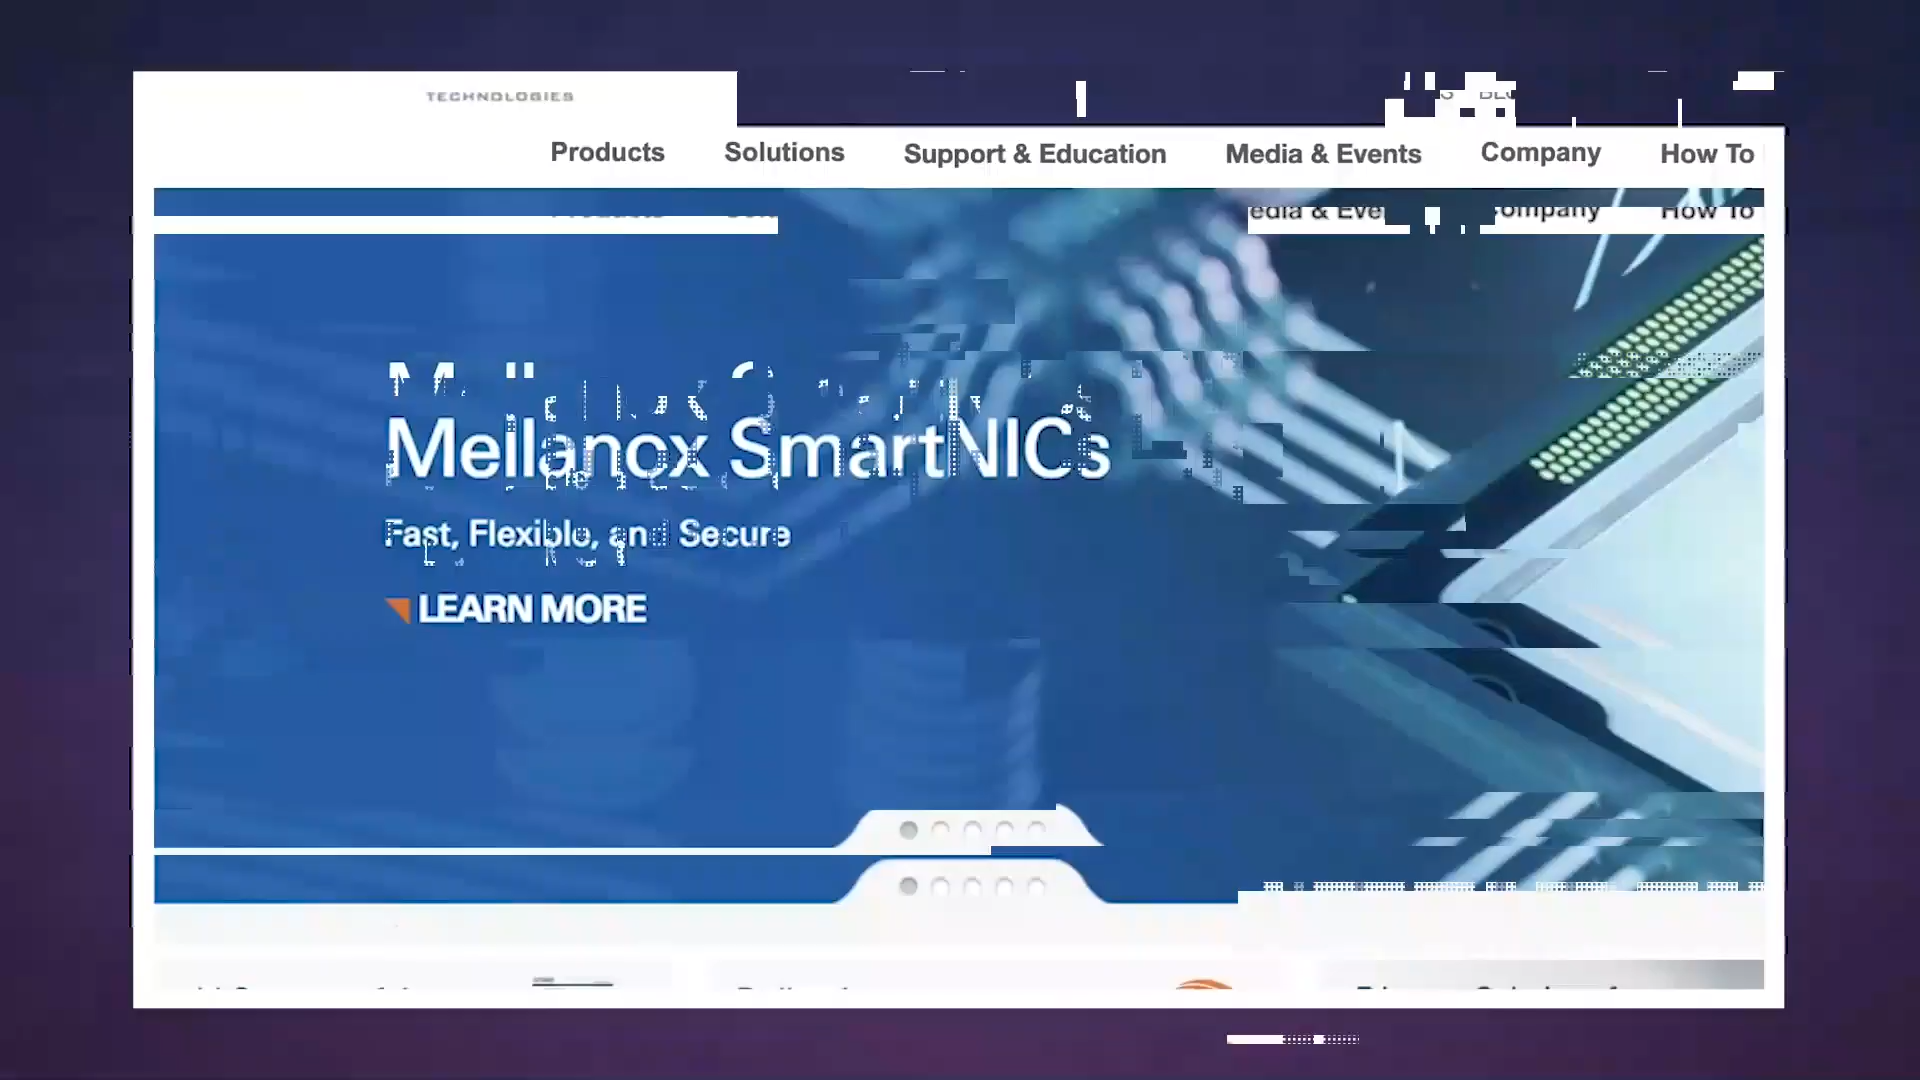 TECHNOLOGIES
Products Solutions Support & Education Media & Events Company How To
Mellanox SmartNICs
Fast, Flexible, and Secure
LEARN MORE